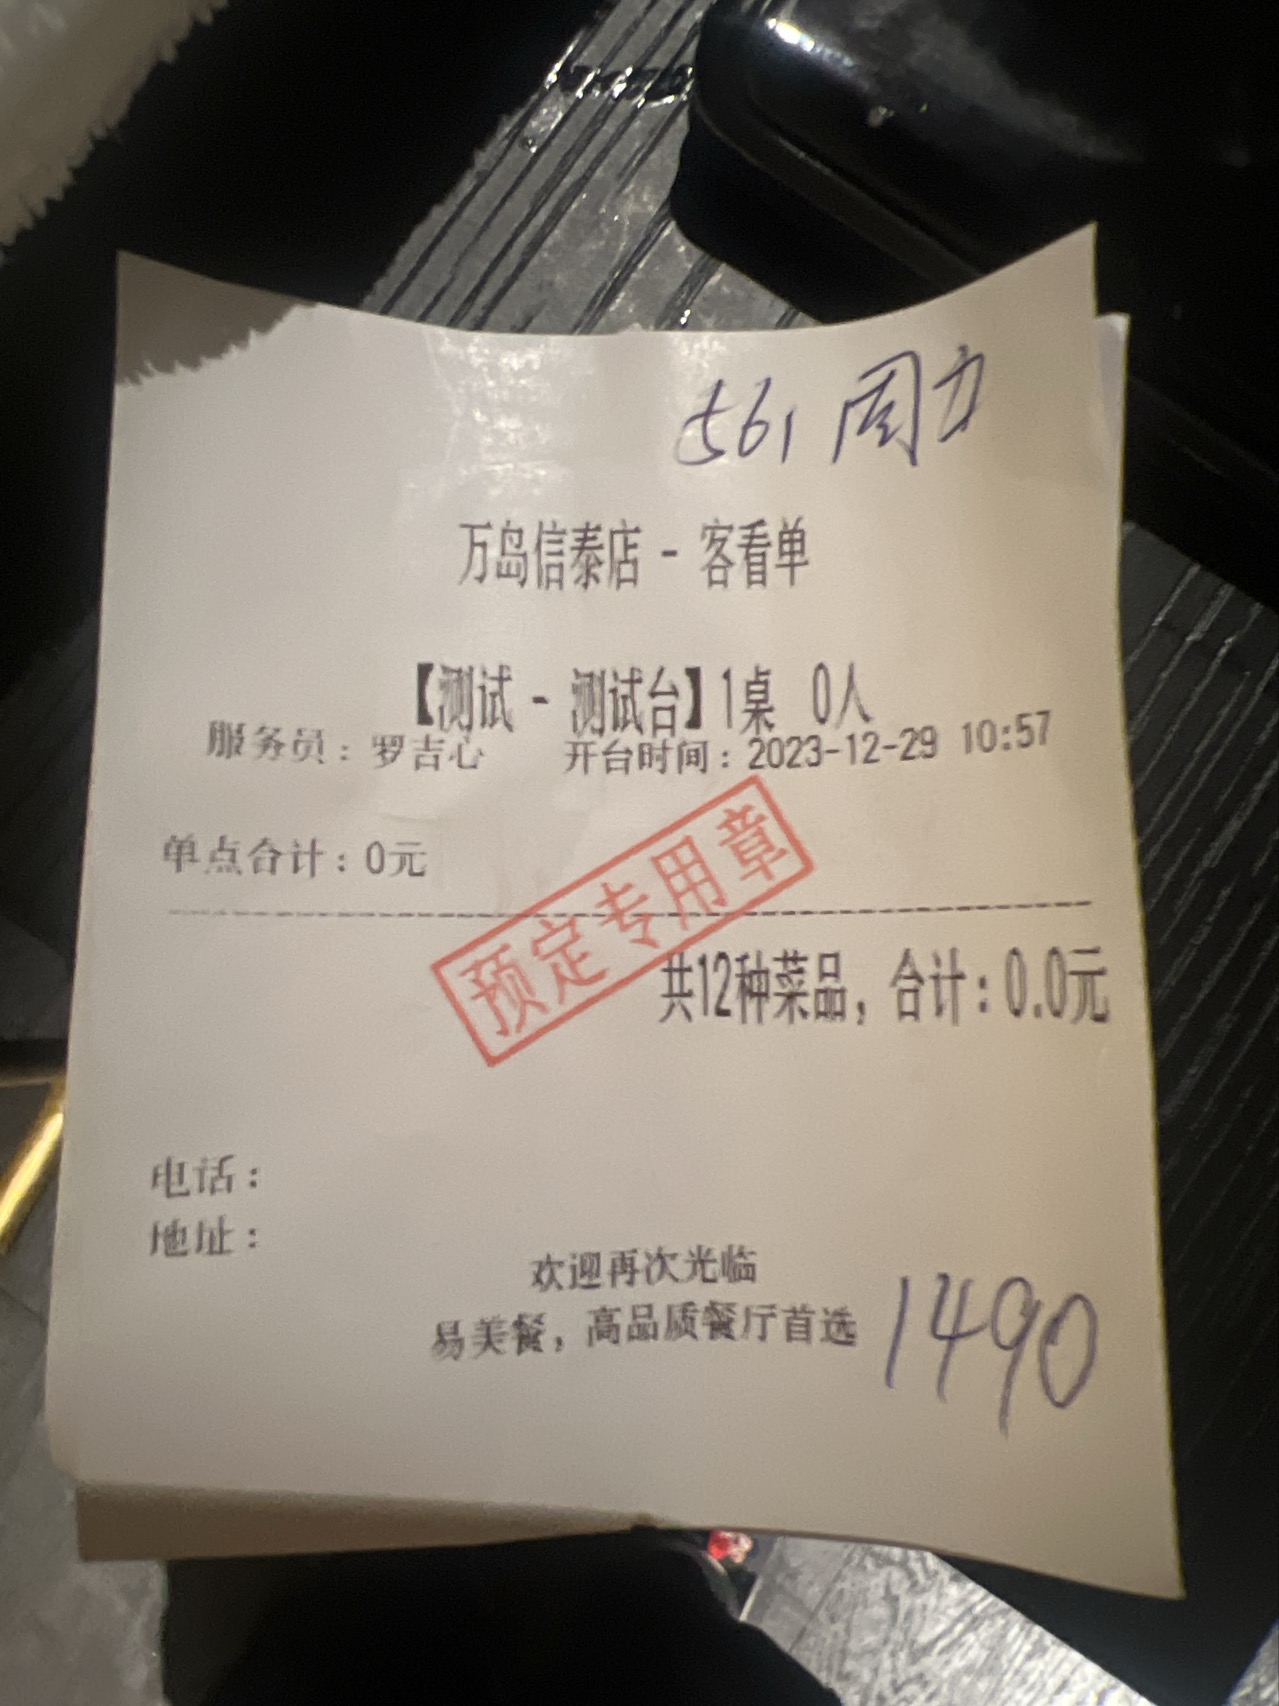 561 周力
万岛信泰店 - 客看单
【测试 - 测试台】1桌 0人
服务员：罗吉心 开台时间：2023-12-29 10:57
单点合计：0元
预定专用章
共12种菜品，合计：0.0元
电话：
地址：
欢迎再次光临
易美餐，高品质餐厅首选
1490